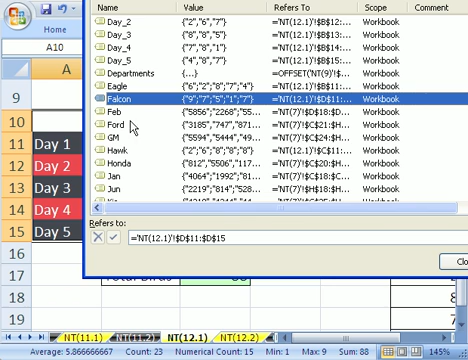 Name Value Refers To Scope Comment
Day_2 {"2";"6";"7"} ='NT(12.1)'!$B$12:... Workbook
Day_3 {"8";"8";"5"} ='NT(12.1)'!$B$13:... Workbook
Day_4 {"7";"8";"1"} ='NT(12.1)'!$B$14:... Workbook
Day_5 {"4";"8";"7"} ='NT(12.1)'!$B$15:... Workbook
Departments {...} =OFFSET('NT(9)'!$... Workbook
Eagle {"6";"2";"8";"7";"4"} ='NT(12.1)'!$B$11:... Workbook
Falcon {"9";"7";"5";"1";"7"} ='NT(12.1)'!$D$11:... Workbook
Feb {"5856;"2268";"55... ='NT(7)'!$D$18:$D... Workbook
Ford {"3185","747","871... ='NT(7)'!$C$20:$H... Workbook
GM {"5594","4444","49... ='NT(7)'!$C$24:$H... Workbook
Hawk {"2";"6";"8";"8";"8"} ='NT(12.1)'!$C$11:... Workbook
Honda {"812","5506","117... ='NT(7)'!$C$21:$H... Workbook
Jan {"4064";"1992";"81... ='NT(7)'!$C$18:$C... Workbook
Jun {"2219";"814";"528... ='NT(7)'!$H$18:$H... Workbook
Home
A10
A
9
10
11 Day 1
12 Day 2
13 Day 3
14 Day 4
15 Day 5
16
17
18
19
Refers to:
='NT(12.1)'!$D$11:$D$15
Clo
8
7
NT(11.1) NT(11.2) NT(12.1) NT(12.2)
Average: 5.866666667 Count: 23 Numerical Count: 15 Min: 1 Max: 9 Sum: 88 145%